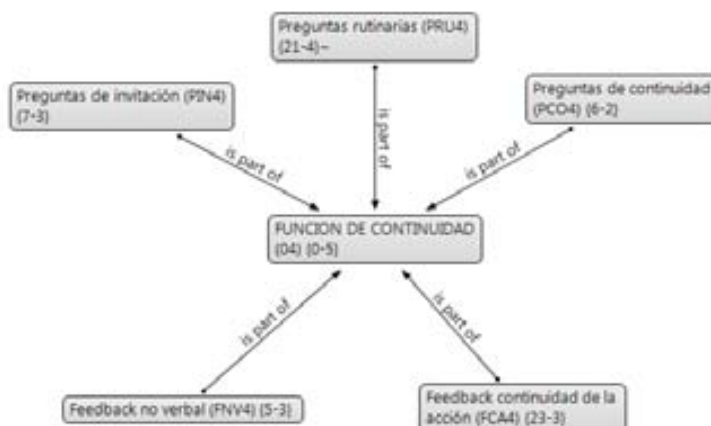 Preguntas rutinarias (PRU4)
{21-4}~
Preguntas de invitación (PIN4)
{7-3}
Preguntas de continuidad
(PCO4) {6-2}
is part of
is part of
is part of
FUNCION DE CONTINUIDAD
(04) {0-5}
is part of
is part of
Feedback no verbal (FNV4) {5-3}
Feedback continuidad de la
acción (FCA4) {23-3}